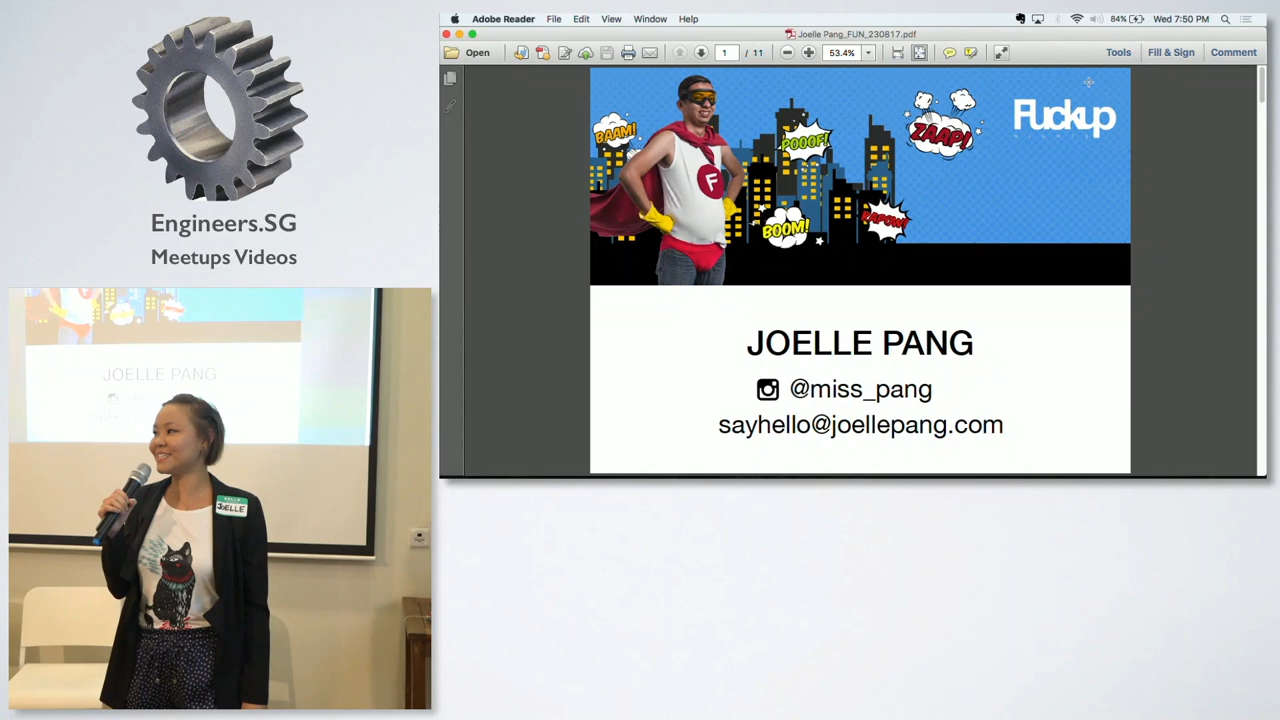 Engineers.SG
Meetups Videos
Adobe Reader File Edit View Window Help
84% Wed 7:50 PM
Joelle Pang_FUN_230817.pdf
Open
1 / 11
53.4%
Tools Fill & Sign Comment
BAAM!
POOOF!
ZAAP!
Fuckup
F
BOOM!
KAPOW!
JOELLE PANG
@miss_pang
sayhello@joellepang.com
JOELLE PANG
HELLO
JOELLE